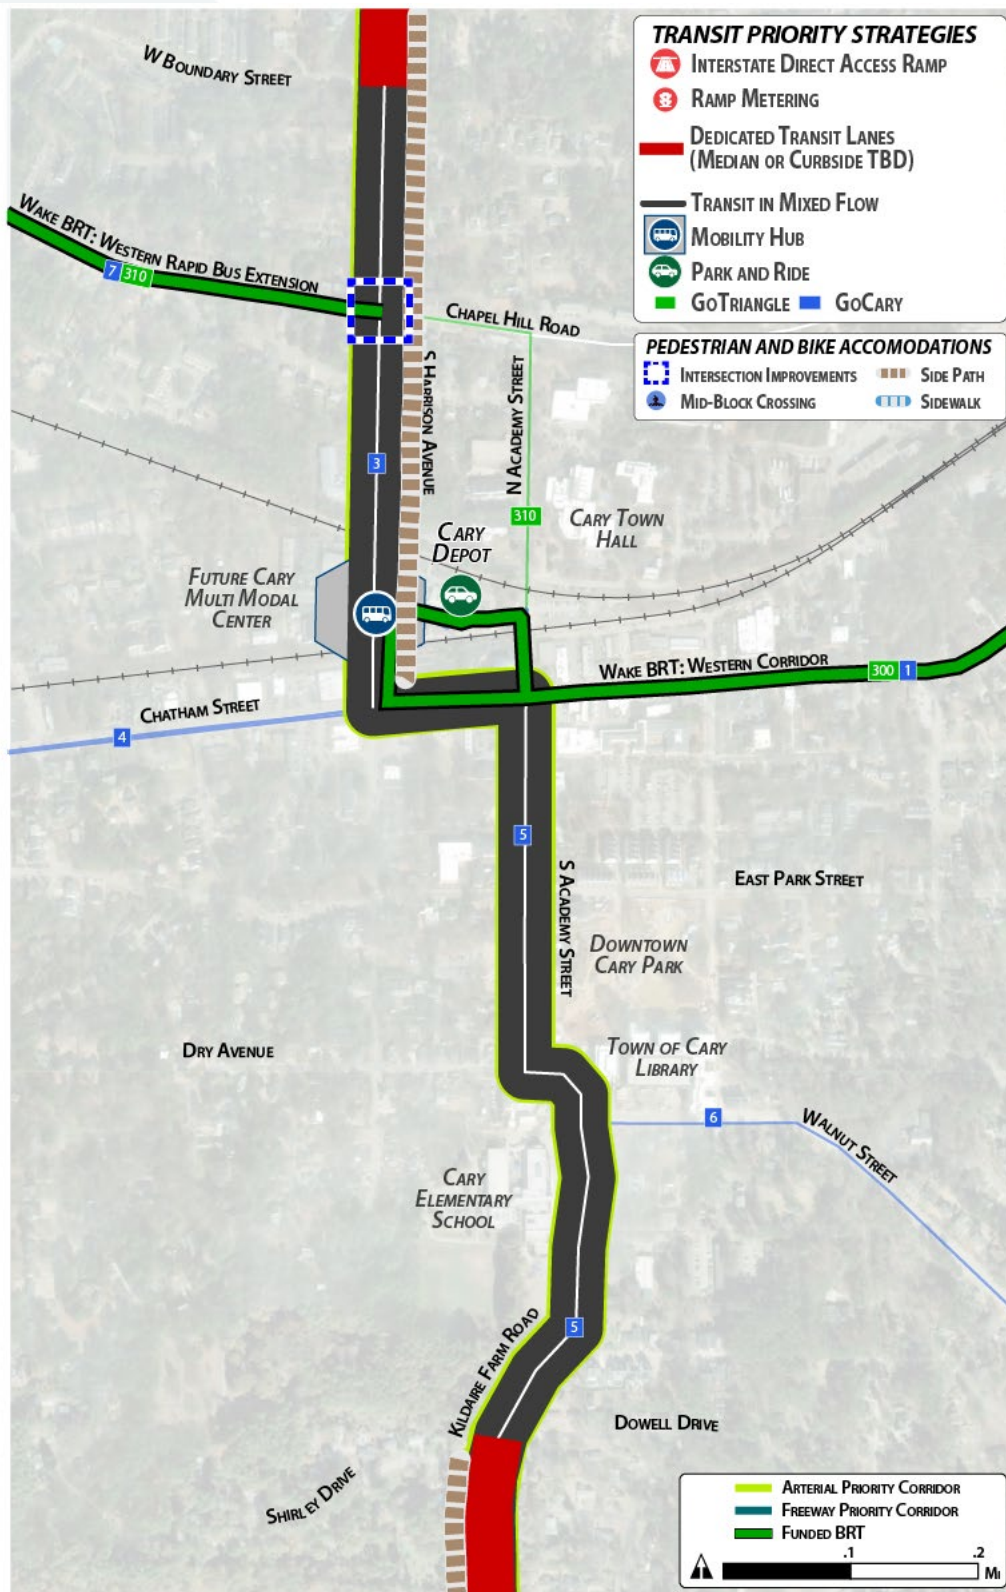 W Boundary Street
Wake BRT: Western Rapid Bus Extension
7
310
Chapel Hill Road
S Harrison Avenue
N Academy Street
3
310
Cary Town
Hall
Cary
Depot
Future Cary
Multi Modal
Center
Wake BRT: Western Corridor
300
1
Chatham Street
4
5
S Academy Street
East Park Street
Downtown
Cary Park
Dry Avenue
Town of Cary
Library
6
Walnut Street
Cary
Elementary
School
5
Kildaire Farm Road
Dowell Drive
Shirley Drive
TRANSIT PRIORITY STRATEGIES
Interstate Direct Access Ramp
Ramp Metering
Dedicated Transit Lanes
(Median or Curbside TBD)
Transit in Mixed Flow
Mobility Hub
Park and Ride
GoTriangle
GoCary
PEDESTRIAN AND BIKE ACCOMODATIONS
Intersection Improvements
Side Path
Mid-Block Crossing
Sidewalk
Arterial Priority Corridor
Freeway Priority Corridor
Funded BRT
.1
.2
Mi